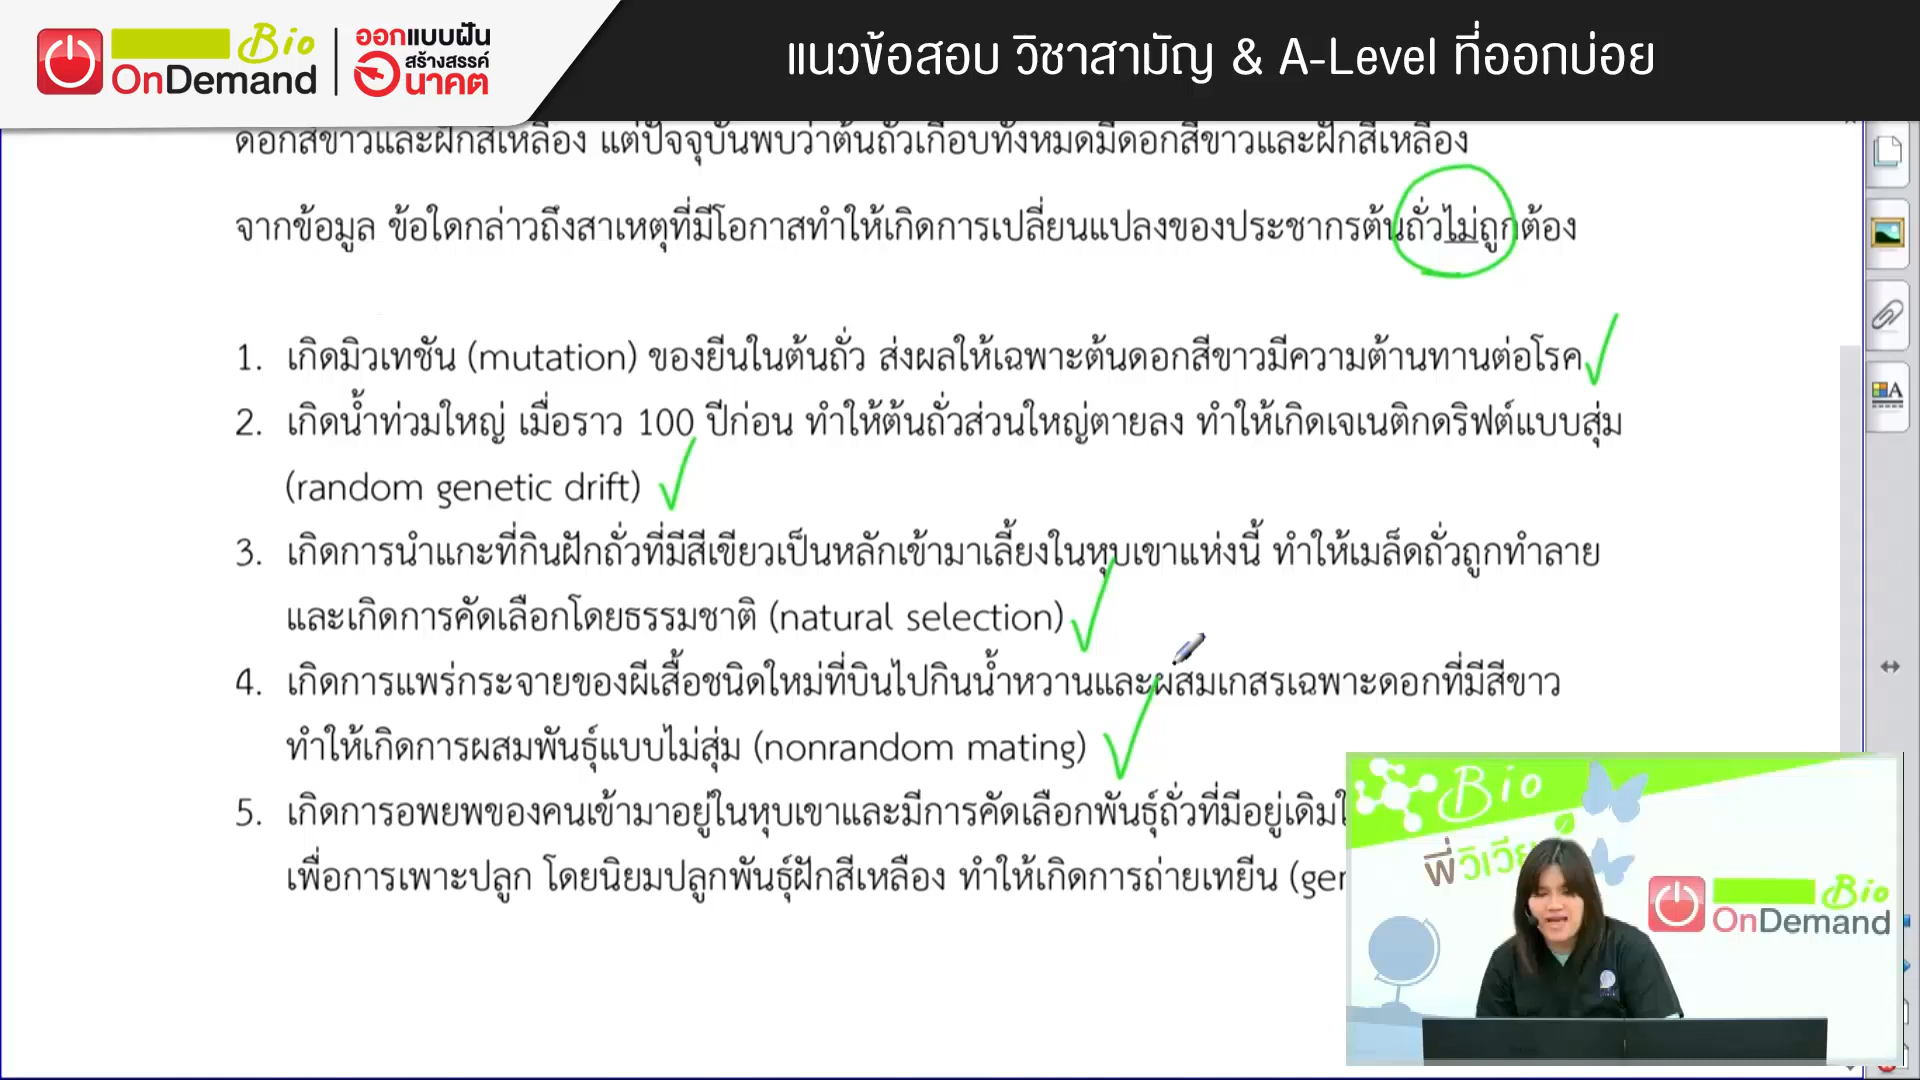 Bio
OnDemand
ออกแบบฝัน
สร้างสรรค์
อนาคต
แนวข้อสอบ วิชาสามัญ & A-Level ที่ออกบ่อย
ดอกสีขาวและฝักสีเหลือง แต่ปัจจุบันพบว่าต้นถั่วเกือบทั้งหมดมีดอกสีขาวและฝักสีเหลือง
จากข้อมูล ข้อใดกล่าวถึงสาเหตุที่มีโอกาสทำให้เกิดการเปลี่ยนแปลงของประชากรต้นถั่วไม่ถูกต้อง
1. เกิดมิวเทชัน (mutation) ของยีนในต้นถั่ว ส่งผลให้เฉพาะต้นดอกสีขาวมีความต้านทานต่อโรค
2. เกิดน้ำท่วมใหญ่ เมื่อราว 100 ปีก่อน ทำให้ต้นถั่วส่วนใหญ่ตายลง ทำให้เกิดเจเนติกดริฟต์แบบสุ่ม
(random genetic drift)
3. เกิดการนำแกะที่กินฝักถั่วที่มีสีเขียวเป็นหลักเข้ามาเลี้ยงในหุบเขาแห่งนี้ ทำให้เมล็ดถั่วถูกทำลาย
และเกิดการคัดเลือกโดยธรรมชาติ (natural selection)
4. เกิดการแพร่กระจายของผีเสื้อชนิดใหม่ที่บินไปกินน้ำหวานและผสมเกสรเฉพาะดอกที่มีสีขาว
ทำให้เกิดการผสมพันธุ์แบบไม่สุ่ม (nonrandom mating)
5. เกิดการอพยพของคนเข้ามาอยู่ในหุบเขาและมีการคัดเลือกพันธุ์ถั่วที่มีอยู่เดิม
เพื่อการเพาะปลูก โดยนิยมปลูกพันธุ์ฝักสีเหลือง ทำให้เกิดการถ่ายเทยีน (ger
Bio
พี่วิเวีย
Bio
OnDemand